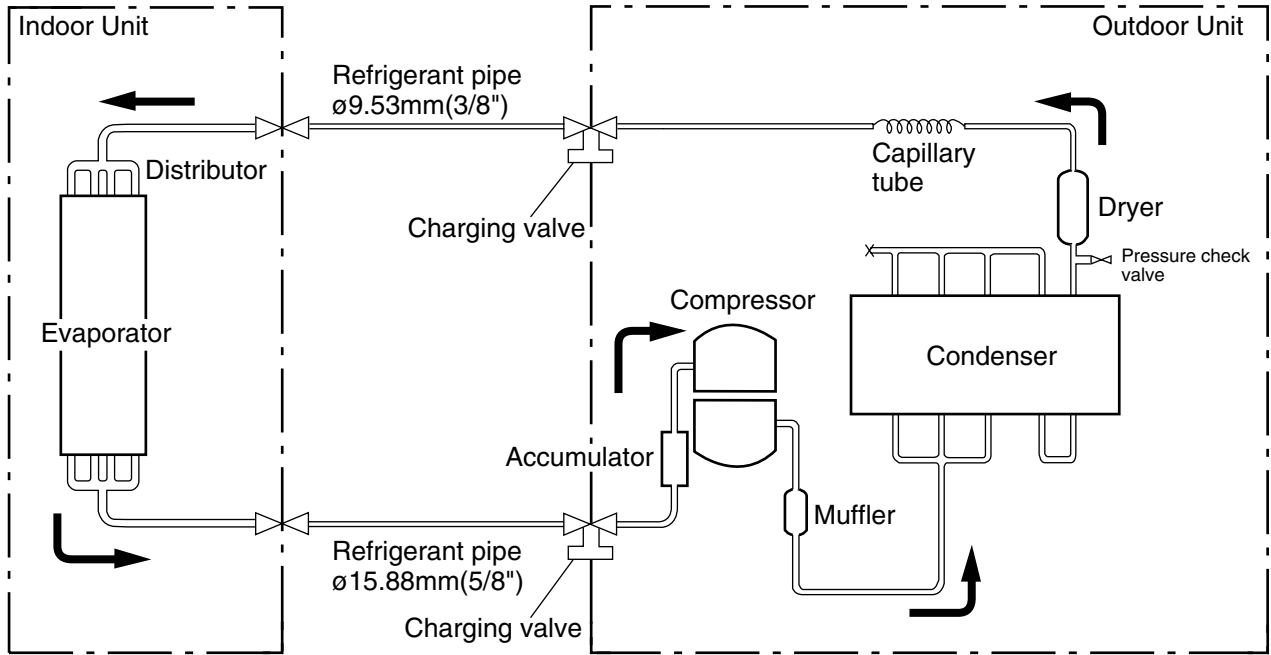 Indoor Unit
Outdoor Unit
Refrigerant pipe
ø9.53mm(3/8")
Distributor
Capillary
tube
Dryer
Charging valve
Pressure check
valve
Compressor
Evaporator
Condenser
Accumulator
Muffler
Refrigerant pipe
ø15.88mm(5/8")
Charging valve